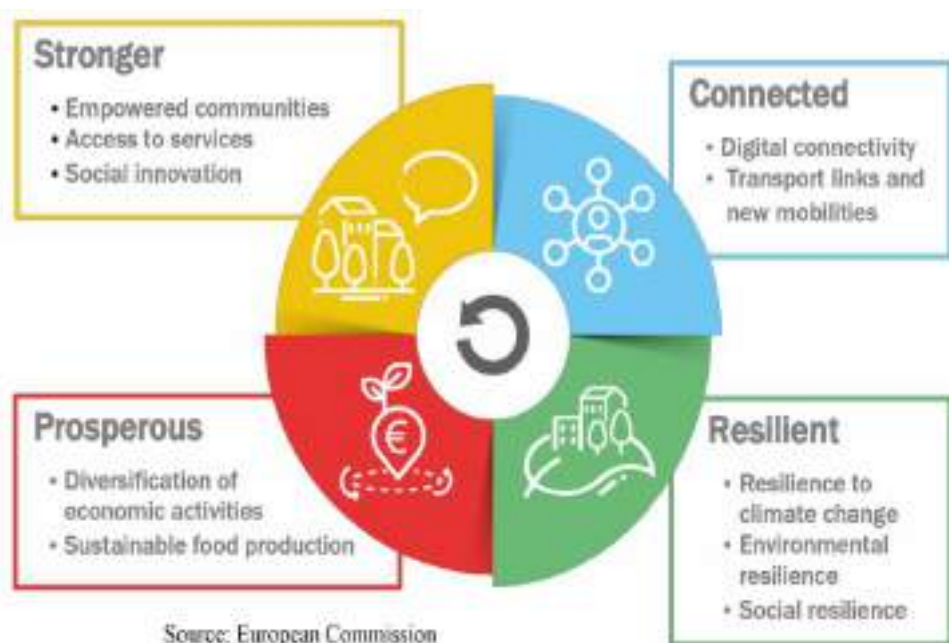 Stronger
• Empowered communities
• Access to services
• Social innovation
Connected
• Digital connectivity
• Transport links and
new mobilities
€
Prosperous
• Diversification of
economic activities
• Sustainable food production
Resilient
• Resilience to
climate change
• Environmental
resilience
• Social resilience
Source: European Commission